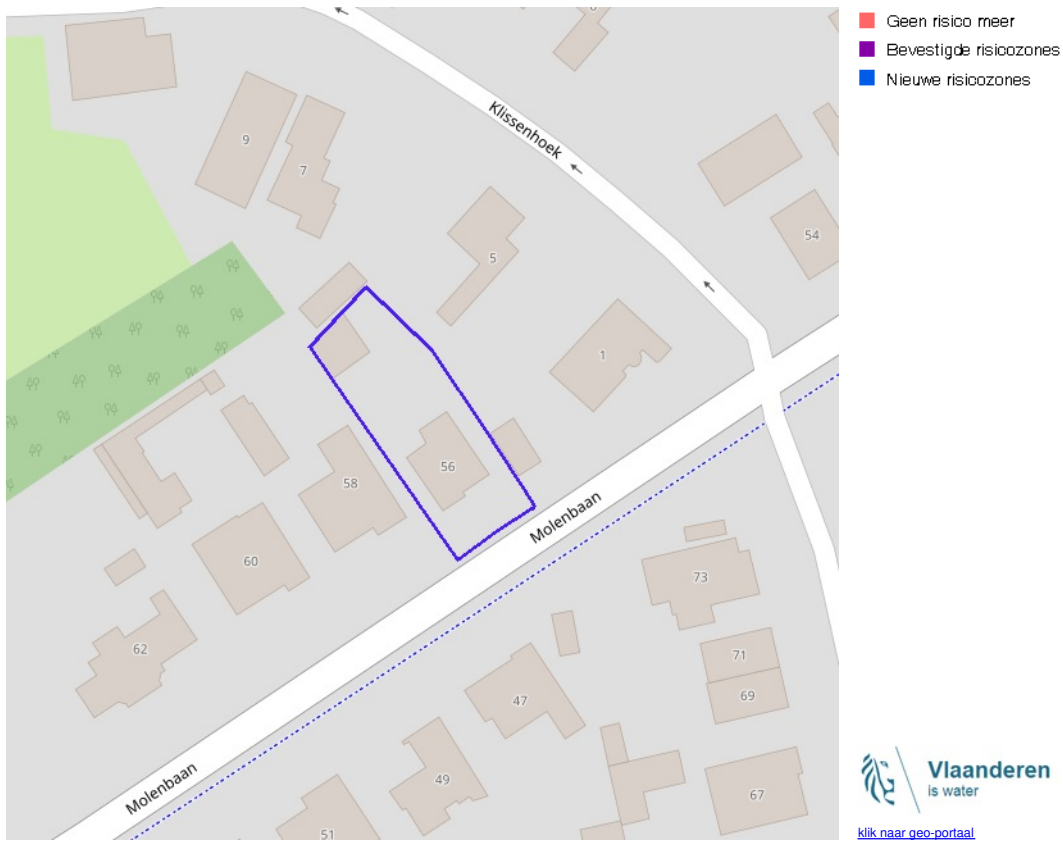 Geen risico meer
Bevestigde risicozones
Nieuwe risicozones
Klissenhoek
9
7
5
54
1
56
58
60
62
Molenbaan
73
71
69
47
49
67
51
Molenbaan
Vlaanderen
is water
klik naar geo-portaal